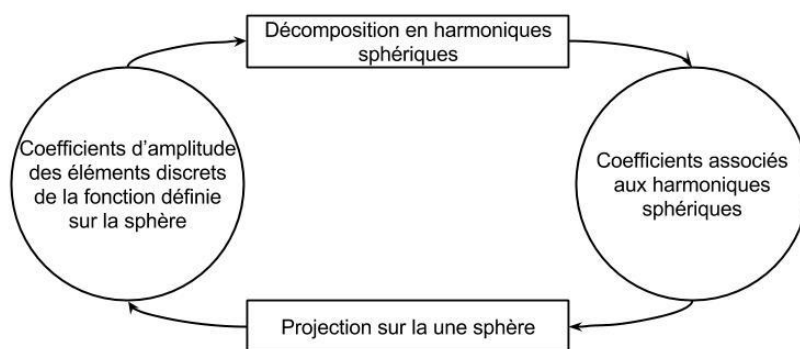 Décomposition en harmoniques
sphériques
Coefficients d'amplitude
des éléments discrets
de la fonction définie
sur la sphère
Coefficients associés
aux harmoniques
sphériques
Projection sur la une sphère